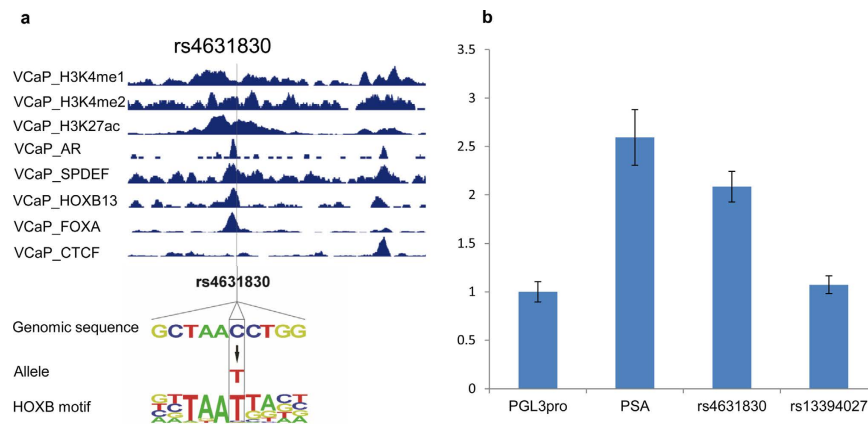 a
rs4631830
VCaP_H3K4me1
VCaP_H3K4me2
VCaP_H3K27ac
VCaP_AR
VCaP_SPDEF
VCaP_HOXB13
VCaP_FOXA
VCaP_CTCF
rs4631830
Genomic sequence GCTAACCTGG
Allele T
HOXB motif
b
3.5
3
2.5
2
1.5
1
0.5
0
PGL3pro PSA rs4631830 rs13394027